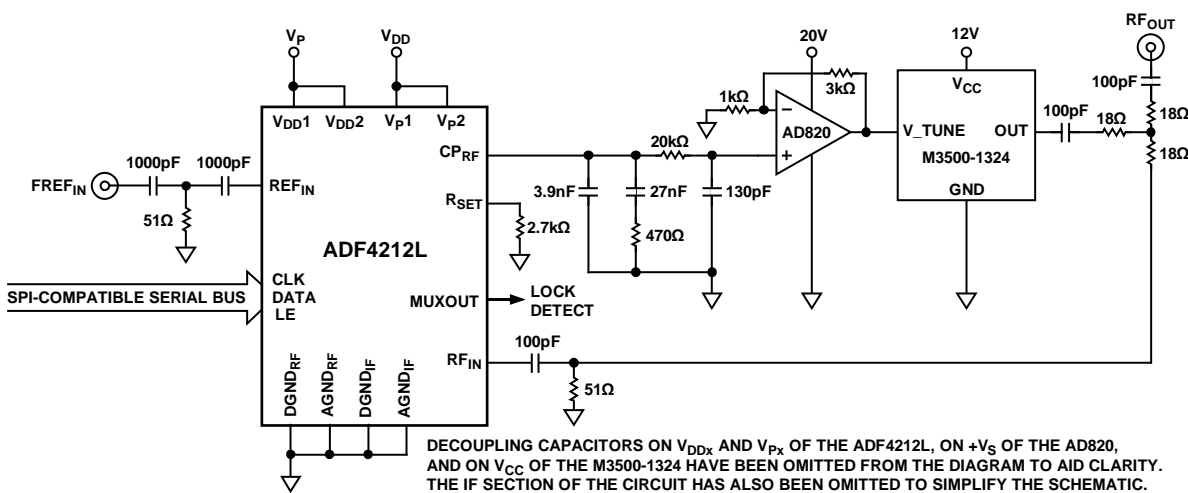 RF_OUT
V_P
V_DD
20V
12V
100pF
V_DD1
V_DD2
V_P1
V_P2
1kΩ
3kΩ
AD820
V_CC
V_TUNE
OUT
M3500-1324
GND
100pF
18Ω
18Ω
18Ω
CP_RF
20kΩ
1000pF
1000pF
FREF_IN
REF_IN
51Ω
3.9nF
27nF
130pF
R_SET
2.7kΩ
470Ω
ADF4212L
SPI-COMPATIBLE SERIAL BUS
CLK
DATA
LE
MUXOUT
LOCK
DETECT
100pF
RF_IN
51Ω
DGND_RF
AGND_RF
DGND_IF
AGND_IF
DECOUPLING CAPACITORS ON V_DDx AND V_Px OF THE ADF4212L, ON +V_S OF THE AD820,
AND ON V_CC OF THE M3500-1324 HAVE BEEN OMITTED FROM THE DIAGRAM TO AID CLARITY.
THE IF SECTION OF THE CIRCUIT HAS ALSO BEEN OMITTED TO SIMPLIFY THE SCHEMATIC.